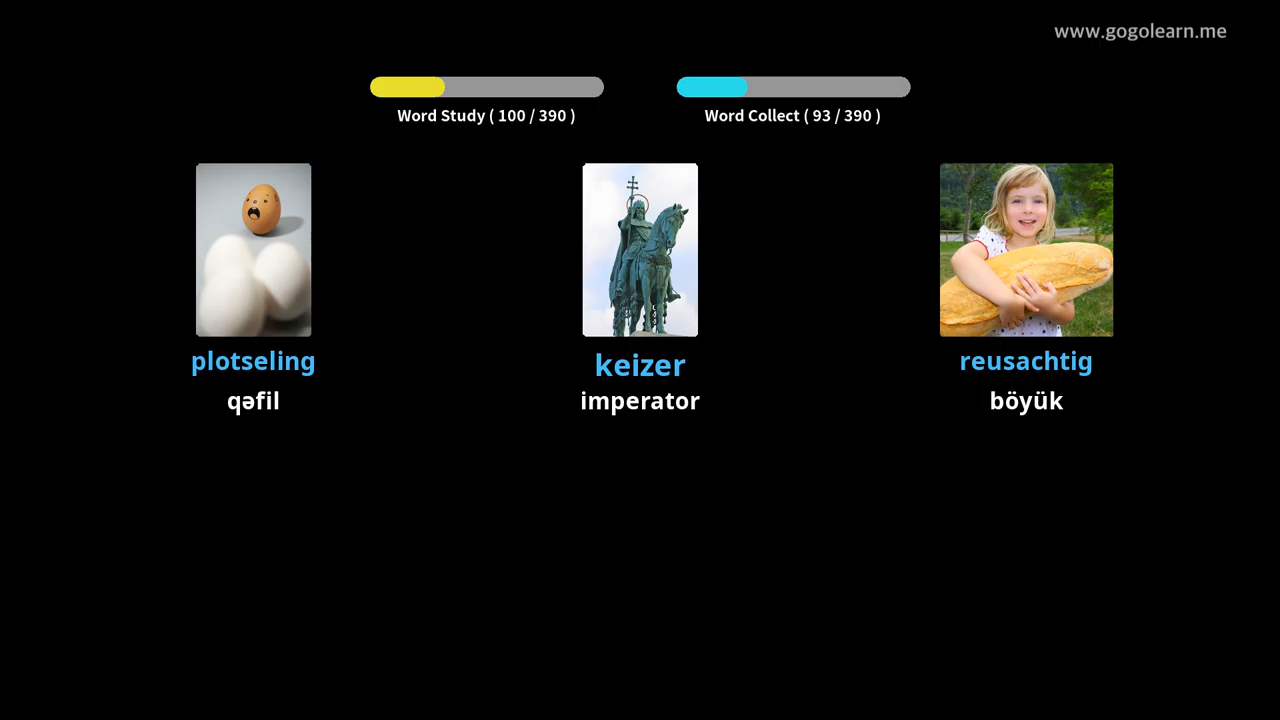 www.gogolearn.me
Word Study ( 100 / 390 )
Word Collect ( 93 / 390 )
plotseling
keizer
reusachtig
qəfil
imperator
böyük